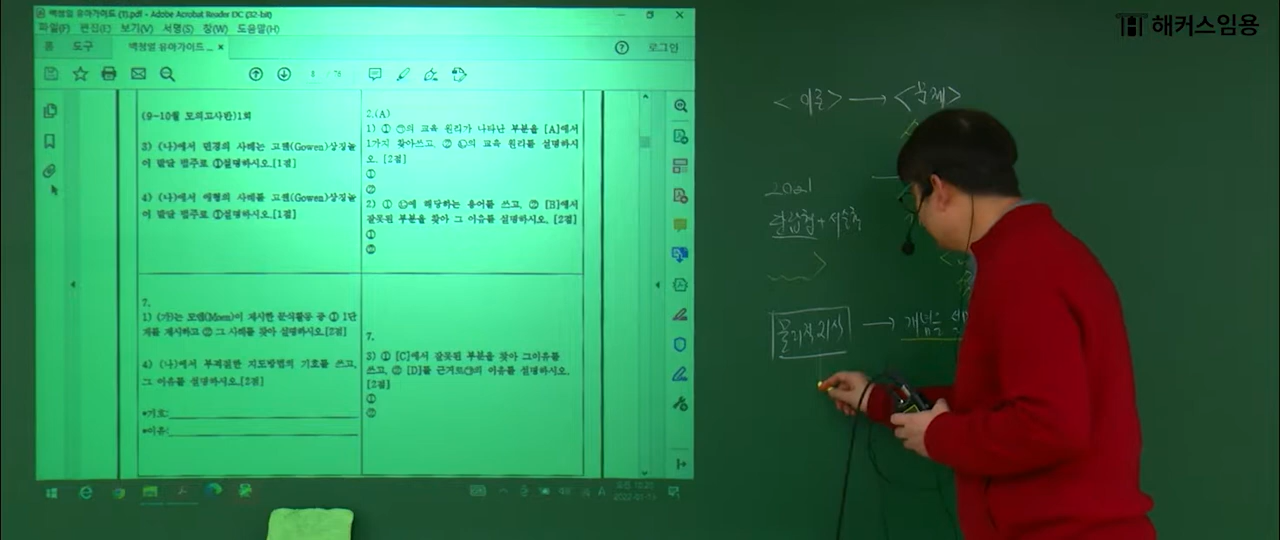 해커스임용
백청일 유아가이드 (1).pdf - Adobe Acrobat Reader DC (32-bit)
파일(F) 편집(E) 보기(V) 서명(S) 창(W) 도움말(H)
홈 도구 백청일 유아가이드 ... × 로그인
(9~10월 모의고사반)1회
3) (나)에서 민경의 사례는 고웬(Gowen)상징놀
이 발달 범주로 ①설명하시오.[1점]
4) (나)에서 해형의 사례를 고웬(Gowen)상징놀
이 발달 범주로 ①설명하시오.[1점]
2.(A)
1) ① ㉠의 교육 원리가 나타난 부분을 [A]에서
1가지 찾아쓰고, ② ㉡의 교육 원리를 설명하시
오. [2점]
①
②
2) ① ㉡에 해당하는 용어를 쓰고, ② [B]에서
잘못된 부분을 찾아 그 이유를 설명하시오. [2점]
①
②
7.
1) (가)는 모엔(Moen)이 제시한 문식활동 중 ① 1단
계를 제시하고 ② 그 사례를 찾아 설명하시오.[2점]
4) (나)에서 부적절한 지도방법의 기호를 쓰고,
그 이유를 설명하시오.[2점]
*기호:
*이유:
7.
3) ① [C]에서 잘못된 부분을 찾아 그이유를
쓰고, ② [D]를 근거로 이유를 설명하시오.
[2점]
①
②
<이론> → <문제>
+ 서술형
물리적지식 → 개념을